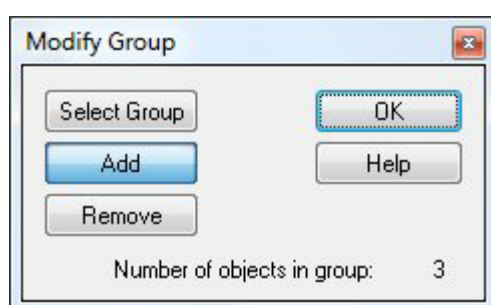 Modify Group
Select Group
OK
Add
Help
Remove
Number of objects in group: 3